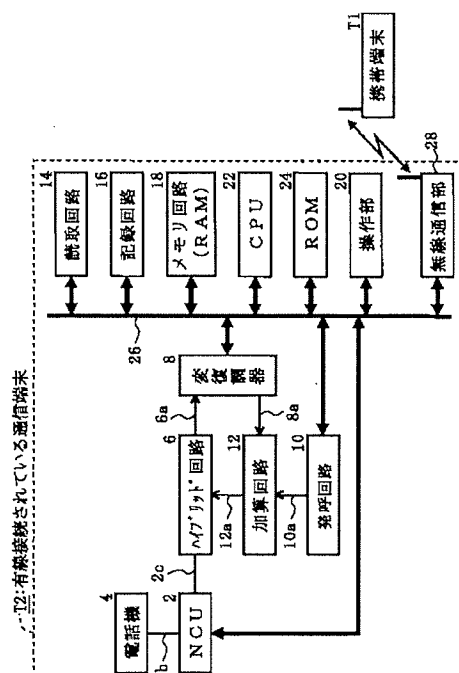 T2:有線接続されている通信端末
電話機
4
b
NCU
2
2c
ハイブリッド回路
6
6a
変復調器
8
8a
加算回路
12
12a
発呼回路
10
10a
26
読取回路
14
記録回路
16
メモリ回路
(RAM)
18
CPU
22
ROM
24
操作部
20
無線通信部
28
携帯端末
T1